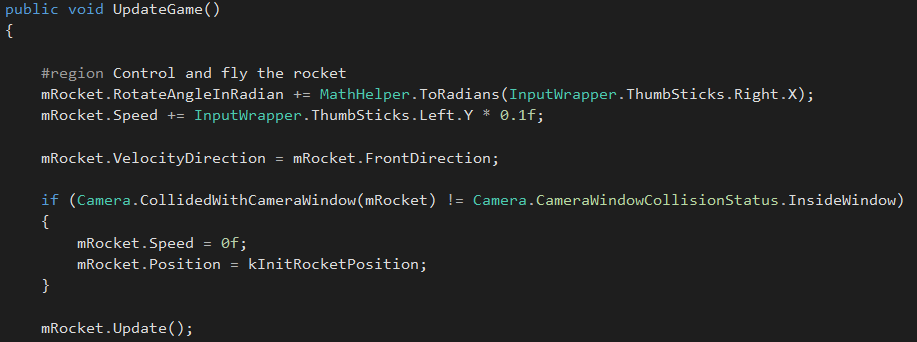 public void UpdateGame()
{
#region Control and fly the rocket
mRocket.RotateAngleInRadian += MathHelper.ToRadians(InputWrapper.ThumbSticks.Right.X);
mRocket.Speed += InputWrapper.ThumbSticks.Left.Y * 0.1f;
mRocket.VelocityDirection = mRocket.FrontDirection;
if (Camera.CollidedWithCameraWindow(mRocket) != Camera.CameraWindowCollisionStatus.InsideWindow)
{
mRocket.Speed = 0f;
mRocket.Position = kInitRocketPosition;
}
mRocket.Update();